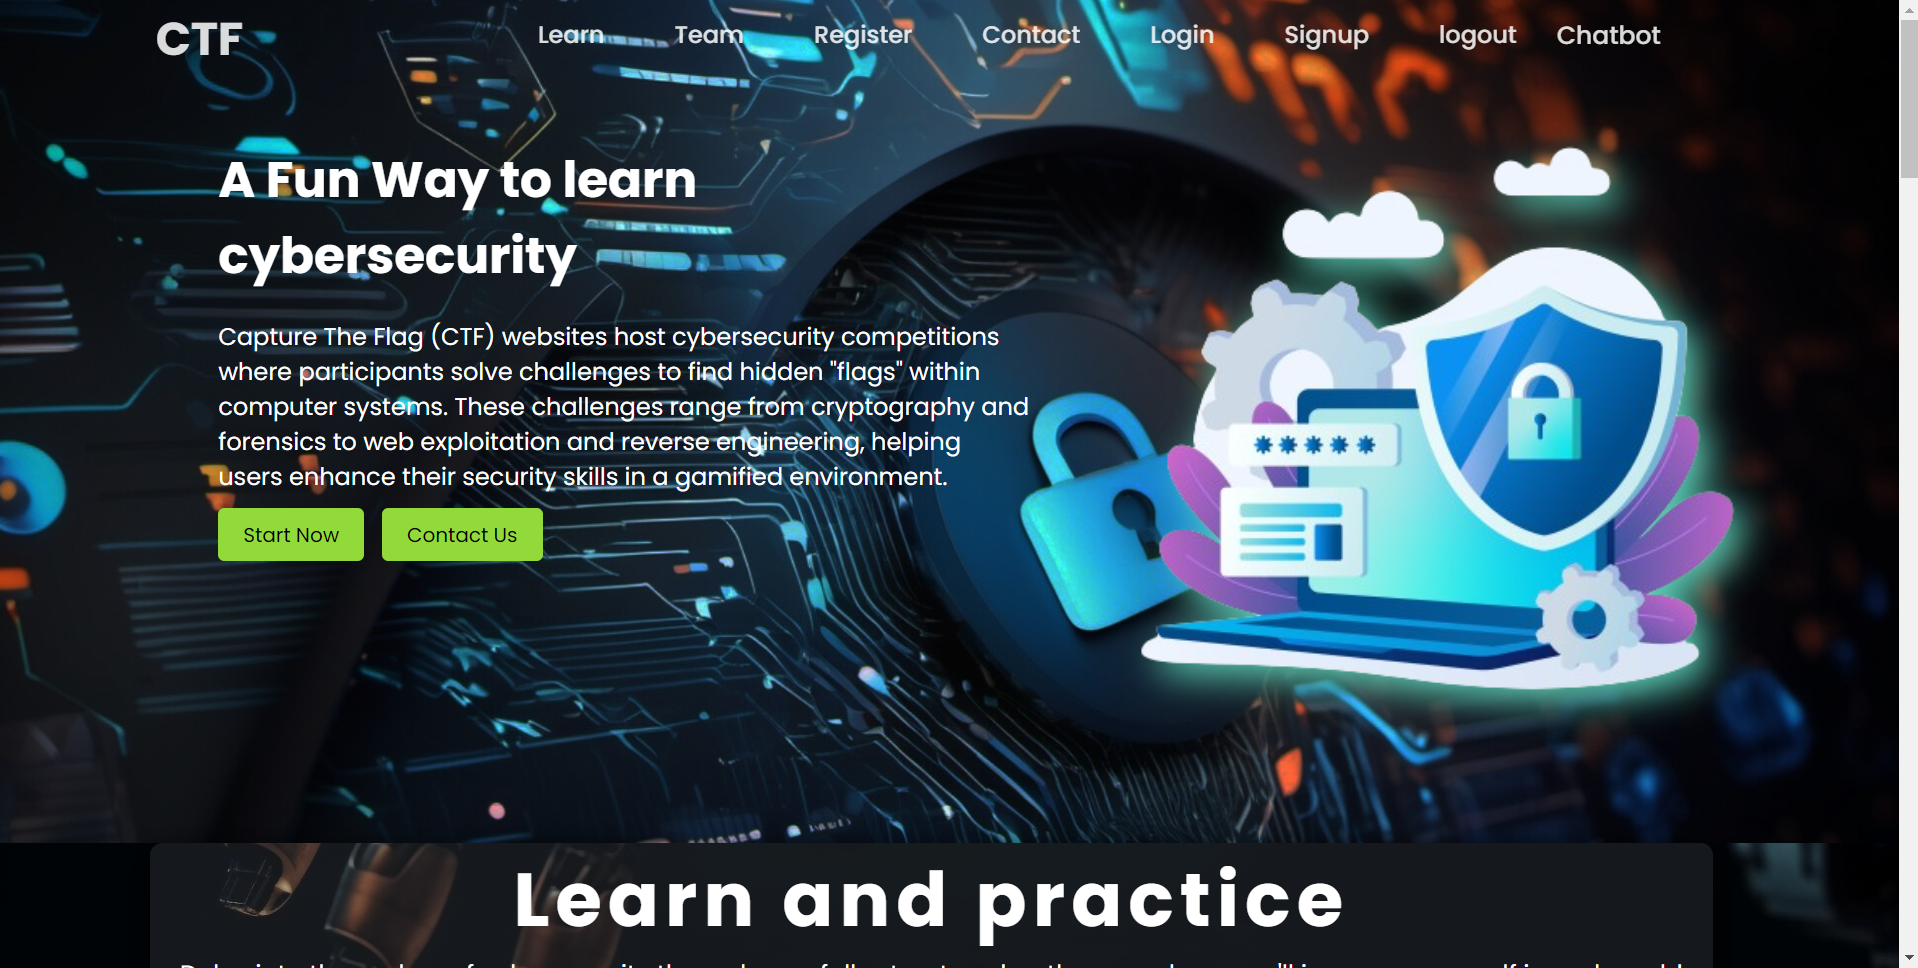 CTF
Learn Team Register Contact Login Signup logout Chatbot
A Fun Way to learn
cybersecurity
Capture The Flag (CTF) websites host cybersecurity competitions
where participants solve challenges to find hidden "flags" within
computer systems. These challenges range from cryptography and
forensics to web exploitation and reverse engineering, helping
users enhance their security skills in a gamified environment.
Start Now Contact Us
*****
Learn and practice